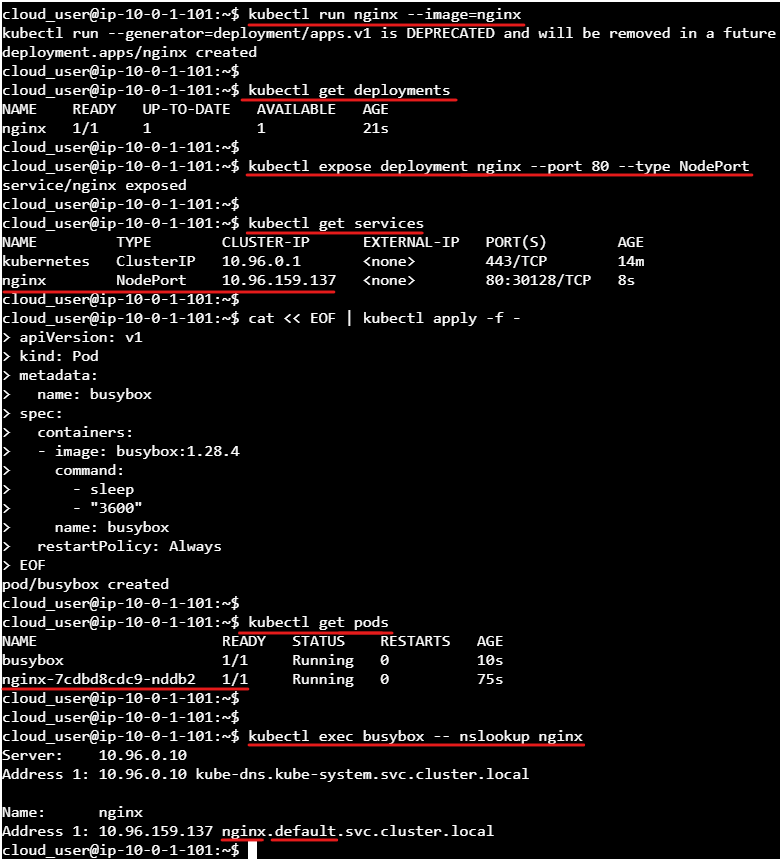 cloud_user@ip-10-0-1-101:~$ kubectl run nginx --image=nginx
kubectl run --generator=deployment/apps.v1 is DEPRECATED and will be removed in a future
deployment.apps/nginx created
cloud_user@ip-10-0-1-101:~$
cloud_user@ip-10-0-1-101:~$ kubectl get deployments
NAME    READY   UP-TO-DATE   AVAILABLE   AGE
nginx   1/1     1            1           21s
cloud_user@ip-10-0-1-101:~$
cloud_user@ip-10-0-1-101:~$ kubectl expose deployment nginx --port 80 --type NodePort
service/nginx exposed
cloud_user@ip-10-0-1-101:~$
cloud_user@ip-10-0-1-101:~$ kubectl get services
NAME         TYPE        CLUSTER-IP      EXTERNAL-IP   PORT(S)        AGE
kubernetes   ClusterIP   10.96.0.1       <none>        443/TCP        14m
nginx        NodePort    10.96.159.137   <none>        80:30128/TCP   8s
cloud_user@ip-10-0-1-101:~$
cloud_user@ip-10-0-1-101:~$ cat << EOF | kubectl apply -f -
> apiVersion: v1
> kind: Pod
> metadata:
>   name: busybox
> spec:
>   containers:
>   - image: busybox:1.28.4
>     command:
>       - sleep
>       - "3600"
>     name: busybox
>   restartPolicy: Always
> EOF
pod/busybox created
cloud_user@ip-10-0-1-101:~$
cloud_user@ip-10-0-1-101:~$ kubectl get pods
NAME                     READY   STATUS    RESTARTS   AGE
busybox                  1/1     Running   0          10s
nginx-7cdbd8cdc9-nddb2   1/1     Running   0          75s
cloud_user@ip-10-0-1-101:~$
cloud_user@ip-10-0-1-101:~$
cloud_user@ip-10-0-1-101:~$ kubectl exec busybox -- nslookup nginx
Server:    10.96.0.10
Address 1: 10.96.0.10 kube-dns.kube-system.svc.cluster.local
Name:      nginx
Address 1: 10.96.159.137 nginx.default.svc.cluster.local
cloud_user@ip-10-0-1-101:~$